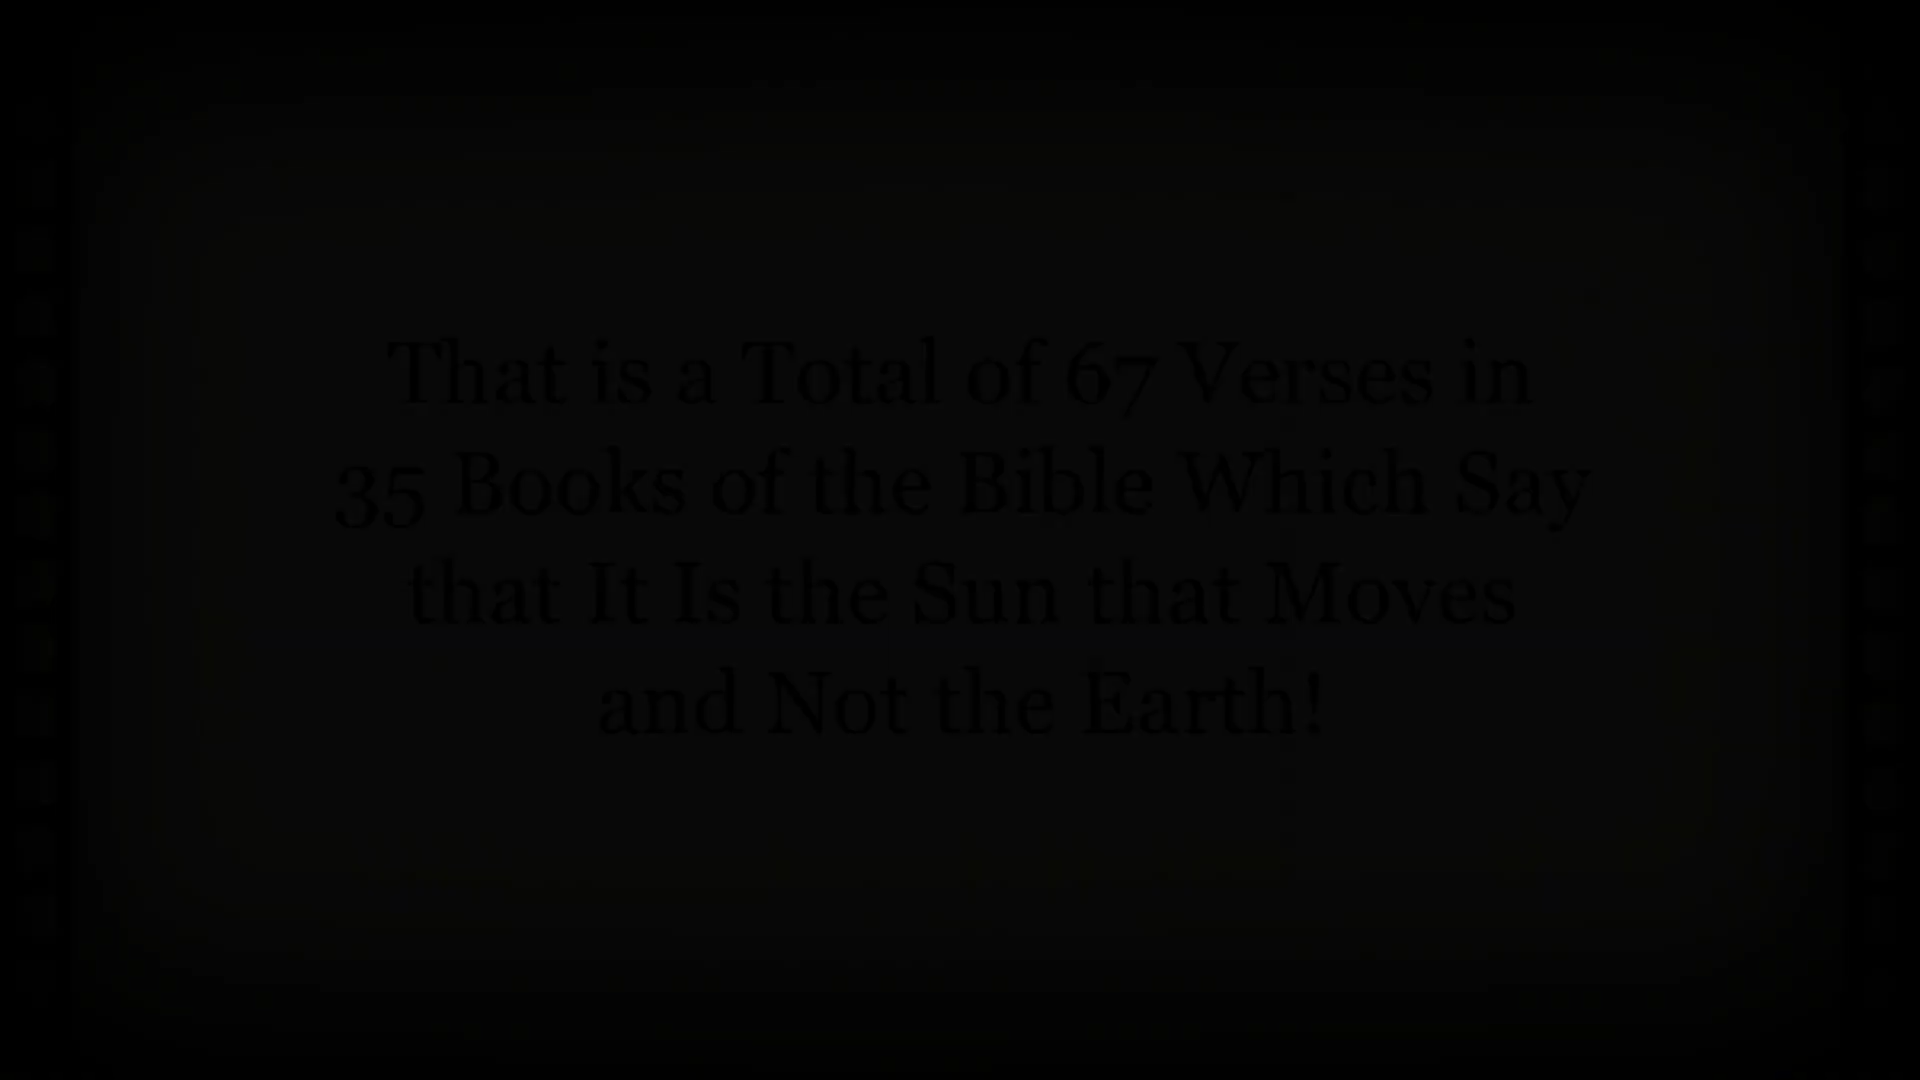 That is a Total of 67 Verses in
35 Books of the Bible Which Say
that It Is the Sun that Moves
and Not the Earth!